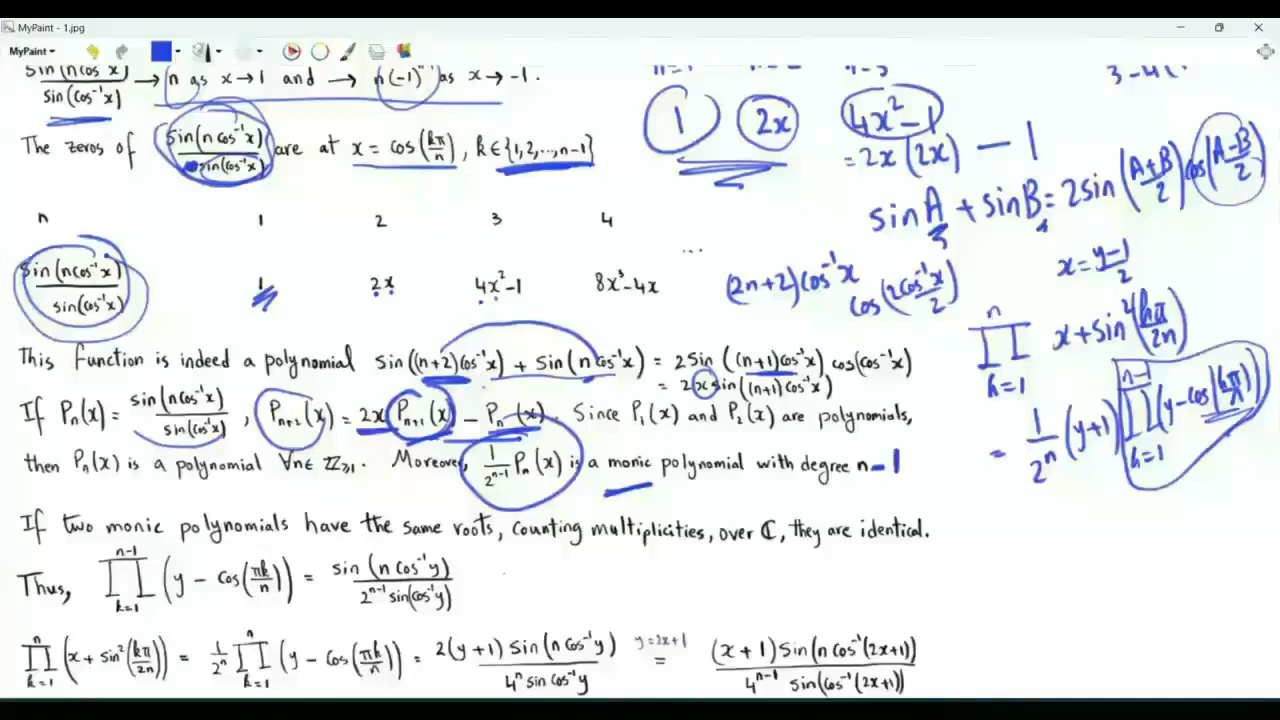 MyPaint - 1.jpg
MyPaint
sin(n cos⁻¹x) / sin(cos⁻¹x) → n as x → 1 and → n(-1)ⁿ⁻¹ as x → -1.
The zeros of sin(n cos⁻¹x) / sin(cos⁻¹x) are at x = cos(kπ/n), k ∈ {1,2,...,n-1}
n 1 2 3 4
sin(n cos⁻¹x) / sin(cos⁻¹x) 1 2x 4x²-1 8x³-4x ...
This function is indeed a polynomial sin((n+2)cos⁻¹x) + sin(n cos⁻¹x) = 2sin((n+1)cos⁻¹x) cos(cos⁻¹x)
= 2x sin((n+1)cos⁻¹x)
If Pₙ(x) = sin(n cos⁻¹x) / sin(cos⁻¹x), Pₙ₊₂(x) = 2x Pₙ₊₁(x) - Pₙ(x). Since P₁(x) and P₂(x) are polynomials,
then Pₙ(x) is a polynomial ∀n∈ℤ≥1. Moreover, 1/2ⁿ⁻¹ Pₙ(x) is a monic polynomial with degree n-1
If two monic polynomials have the same roots, counting multiplicities, over ℂ, they are identical.
Thus, ∏_{k=1}^{n-1} (y - cos(πk/n)) = sin(n cos⁻¹y) / 2ⁿ⁻¹ sin(cos⁻¹y)
∏_{k=1}^{n} (x + sin²(kπ/2n)) = 1/2ⁿ ∏_{k=1}^{n} (y - cos(πk/n)) = 2(y+1) sin(n cos⁻¹y) / 4ⁿ sin cos⁻¹y =^{y=2x+1} (x+1) sin(n cos⁻¹(2x+1)) / 4ⁿ⁻¹ sin(cos⁻¹(2x+1))
1 2x 4x²-1
= 2x(2x) - 1
sinA + sinB = 2sin((A+B)/2) cos((A-B)/2)
x = (y-1)/2
(2n+2)cos⁻¹x
cos(2cos⁻¹x/2)
∏_{k=1}^{n} x + sin²(kπ/2n)
= 1/2ⁿ (y+1) ∏_{k=1}^{n-1} (y - cos(kπ/n))